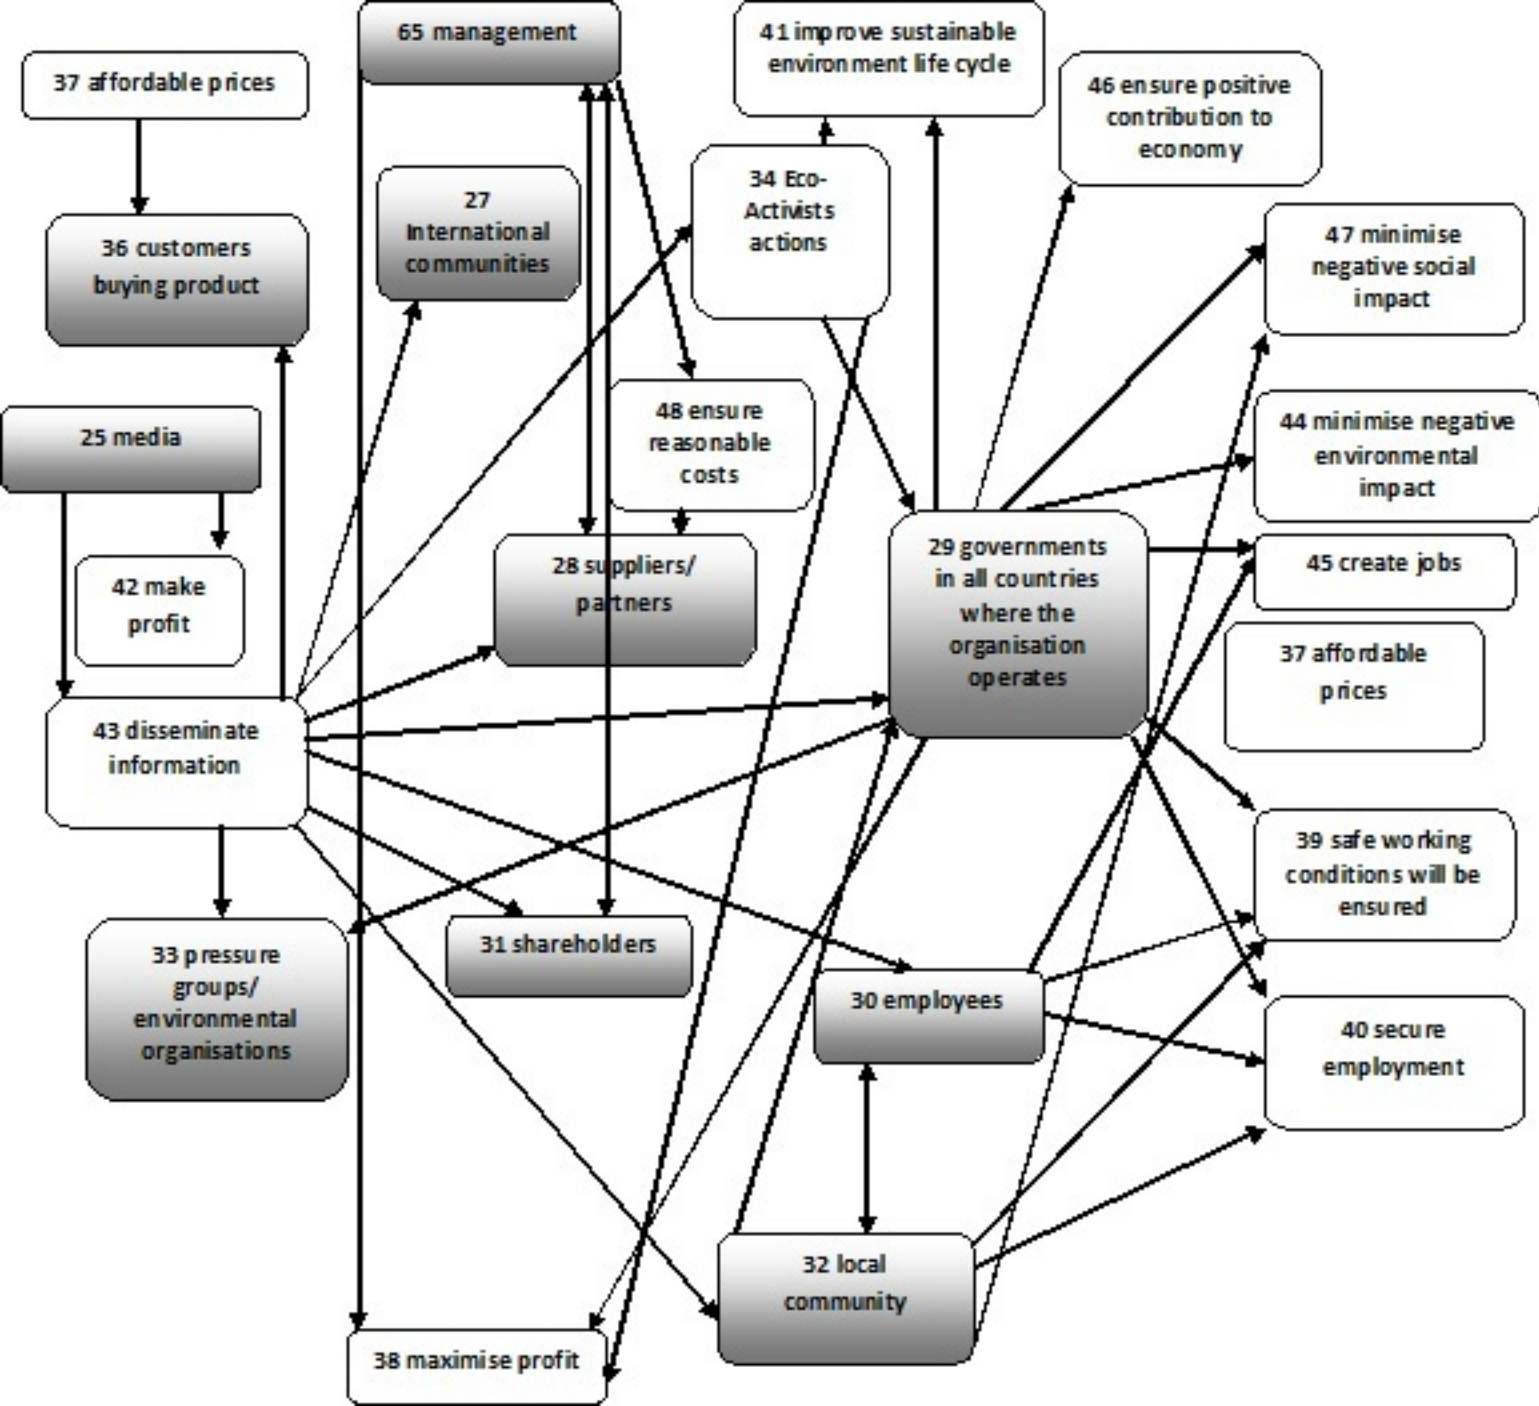 65 management
41 improve sustainable
environment life cycle
37 affordable prices
46 ensure positive
contribution to
economy
27
International
communities
34 Eco-
Activists
actions
36 customers
buying product
47 minimise
negative social
impact
25 media
48 ensure
reasonable
costs
44 minimise negative
environmental
impact
42 make
profit
28 suppliers/
partners
29 governments
in all countries
where the
organisation
operates
45 create jobs
37 affordable
prices
43 disseminate
information
39 safe working
conditions will be
ensured
33 pressure
groups/
environmental
organisations
31 shareholders
30 employees
40 secure
employment
32 local
community
38 maximise profit